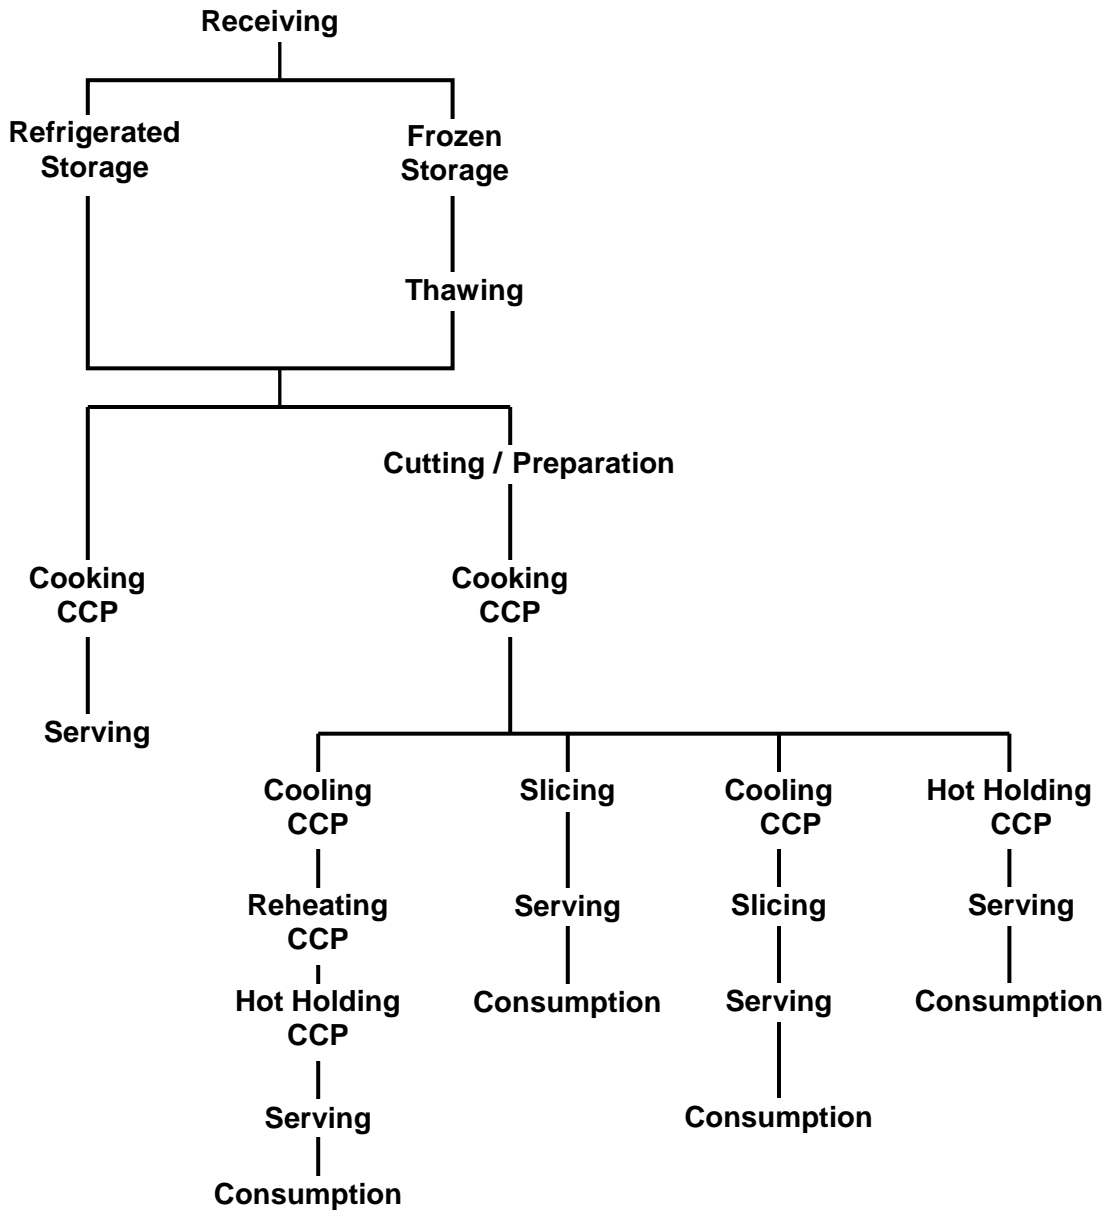 Receiving
Refrigerated
Storage
Frozen
Storage
Thawing
Cutting / Preparation
Cooking
CCP
Cooking
CCP
Serving
Cooling
CCP
Slicing
Cooling
CCP
Hot Holding
CCP
Reheating
CCP
Serving
Slicing
Serving
Hot Holding
CCP
Consumption
Serving
Consumption
Serving
Consumption
Consumption